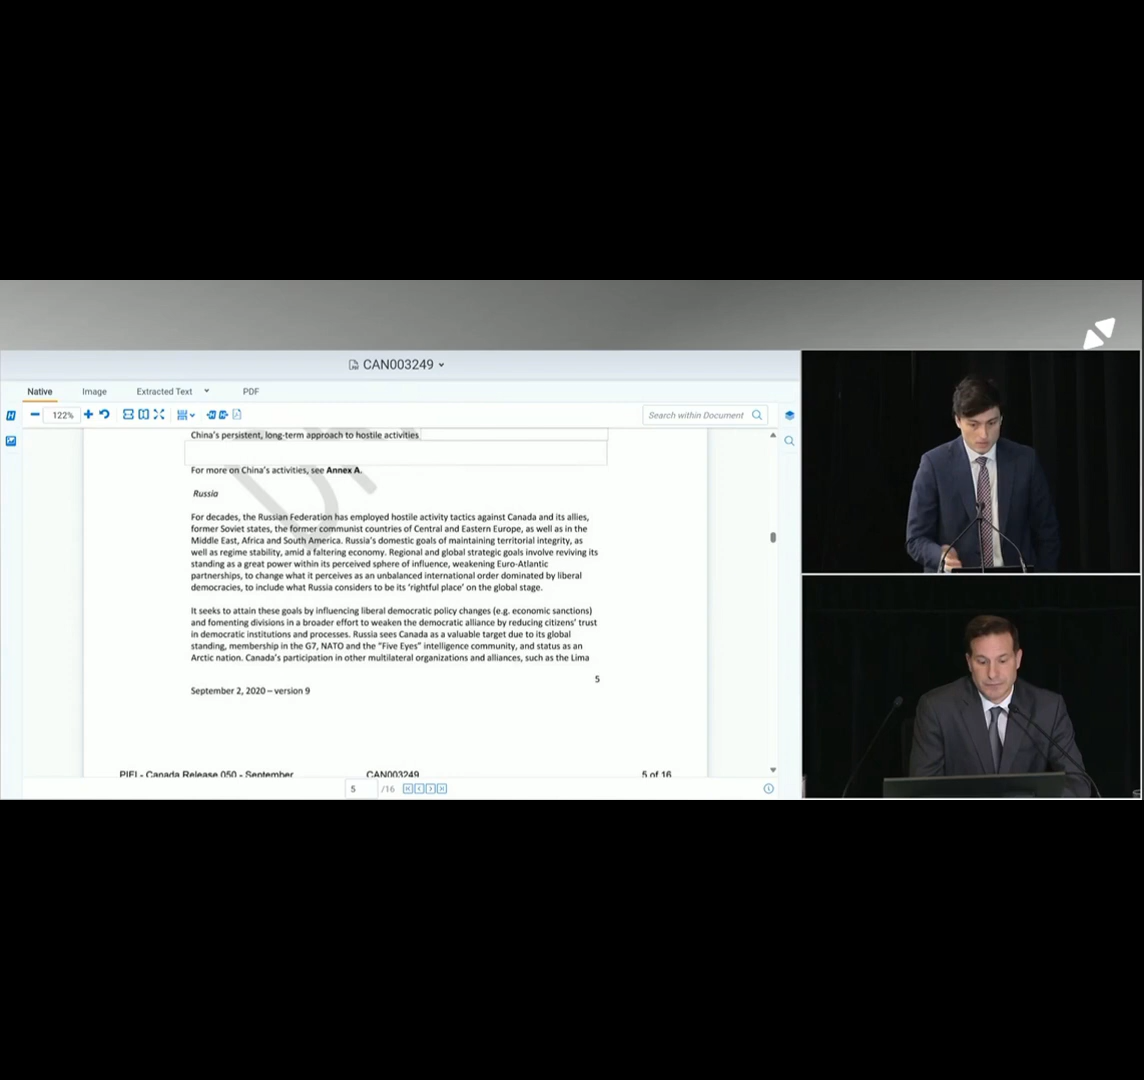 CAN003249
Native Image Extracted Text PDF
122% Search within Document
China's persistent, long-term approach to hostile activities
For more on China's activities, see Annex A.
Russia
For decades, the Russian Federation has employed hostile activity tactics against Canada and its allies,
former Soviet states, the former communist countries of Central and Eastern Europe, as well as in the
Middle East, Africa and South America. Russia's domestic goals of maintaining territorial integrity, as
well as regime stability, amid a faltering economy. Regional and global strategic goals involve reviving its
standing as a great power within its perceived sphere of influence, weakening Euro-Atlantic
partnerships, to change what it perceives as an unbalanced international order dominated by liberal
democracies, to include what Russia considers to be its 'rightful place' on the global stage.
It seeks to attain these goals by influencing liberal democratic policy changes (e.g. economic sanctions)
and fomenting divisions in a broader effort to weaken the democratic alliance by reducing citizens' trust
in democratic institutions and processes. Russia sees Canada as a valuable target due to its global
standing, membership in the G7, NATO and the "Five Eyes" intelligence community, and status as an
Arctic nation. Canada's participation in other multilateral organizations and alliances, such as the Lima
5
September 2, 2020 – version 9
PIFI - Canada Release 050 - September CAN003249 5 of 16
5 /16